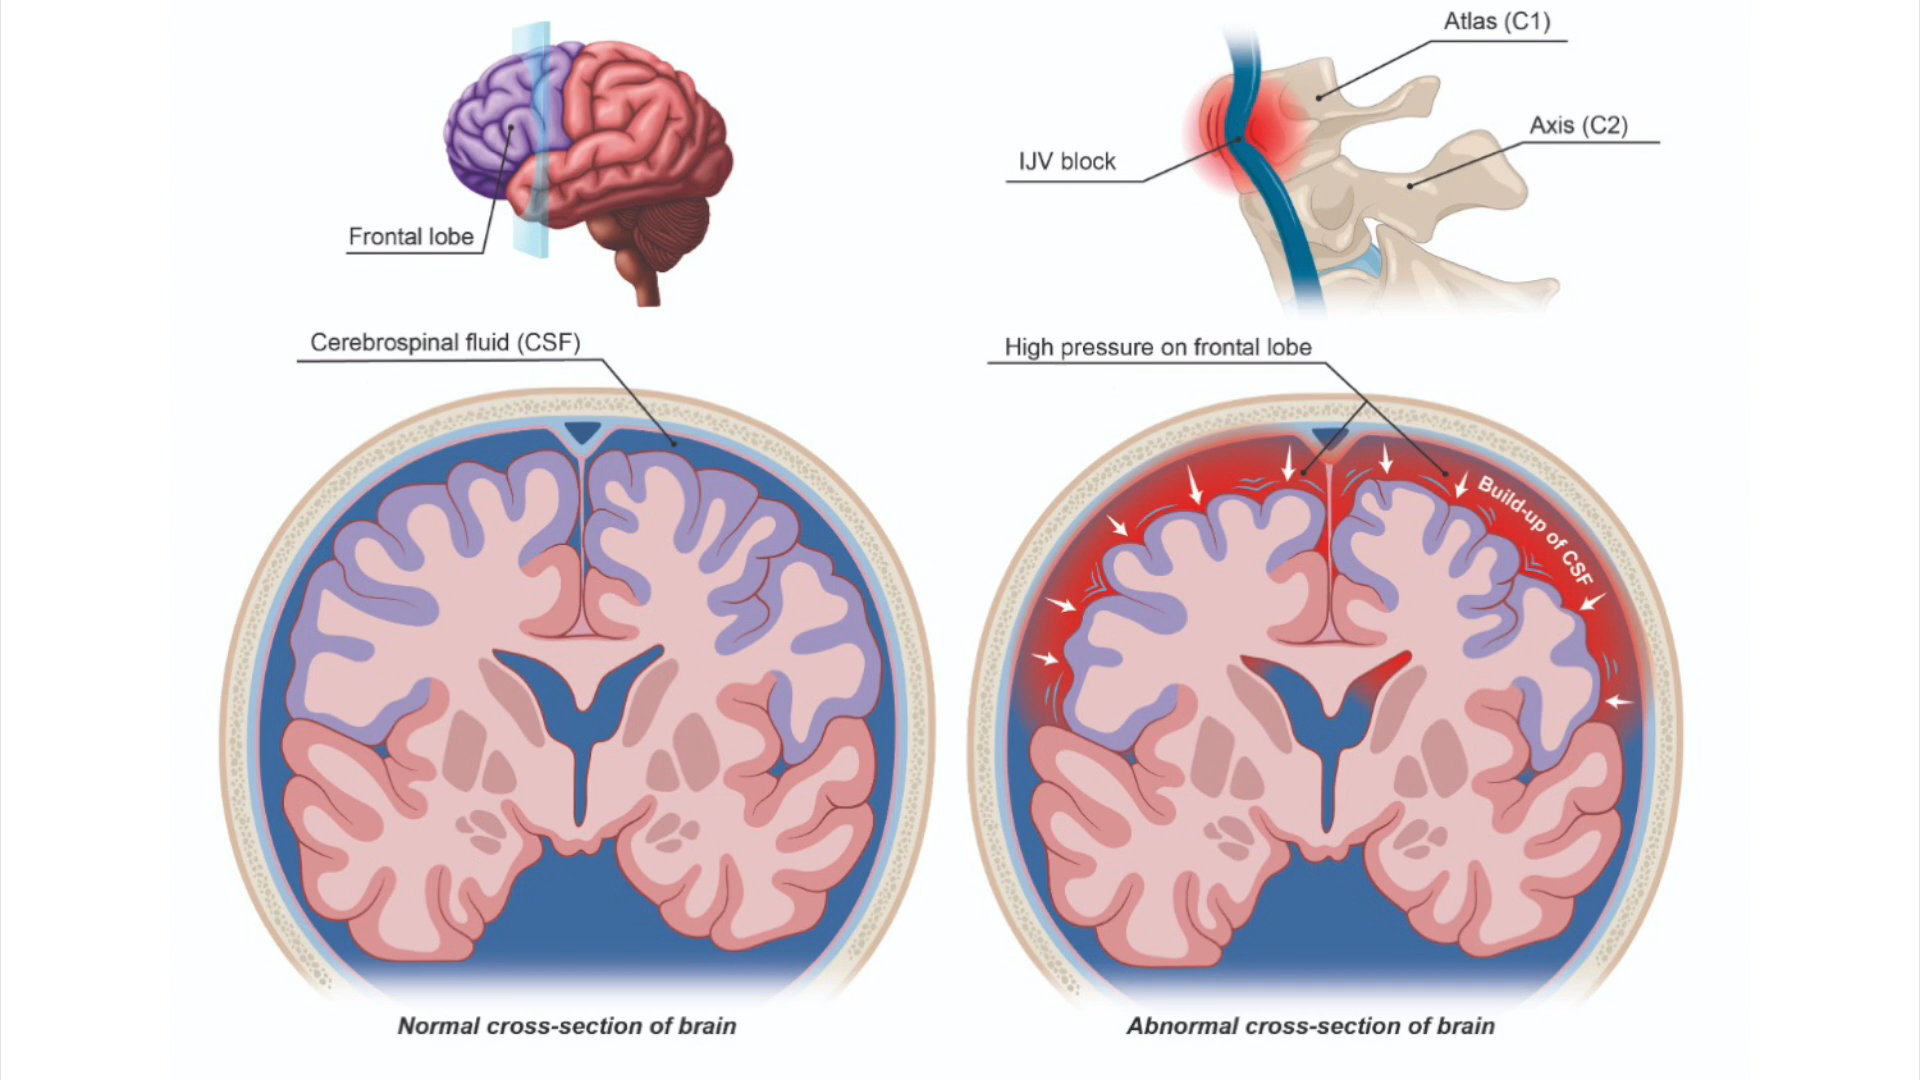 Frontal lobe
Atlas (C1)
Axis (C2)
IJV block
Cerebrospinal fluid (CSF)
High pressure on frontal lobe
Build-up of CSF
Normal cross-section of brain
Abnormal cross-section of brain